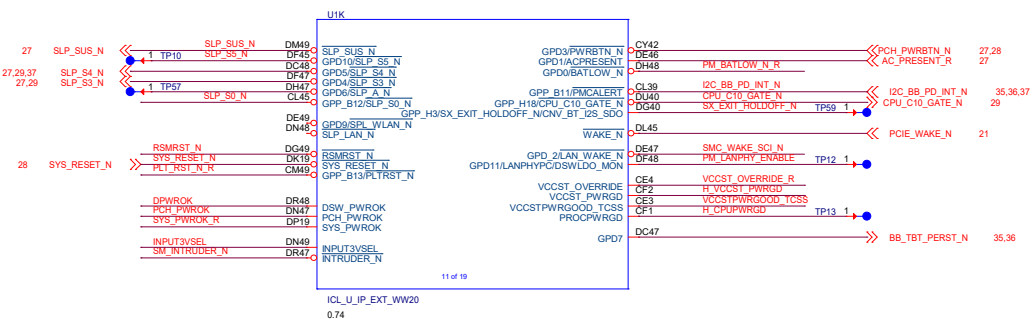 U1K
27 SLP_SUS_N SLP_SUS_N DM49 SLP_SUS_N GPD3/PWRBTN_N CY42 PCH_PWRBTN_N 27,28
1 TP10 SLP_S5_N DF45 GPD10/SLP_S5_N GPD1/ACPRESENT DE46 AC_PRESENT_R 27
27,29,37 SLP_S4_N DC48 GPD5/SLP_S4_N GPD0/BATLOW_N DH48 PM_BATLOW_N_R
27,29 SLP_S3_N DF47 GPD4/SLP_S3_N
1 TP57 DH47 GPD6/SLP_A_N GPP_B11/PMCALERT CL39 I2C_BB_PD_INT_N I2C_BB_PD_INT_N 35,36,37
SLP_S0_N CL45 GPP_B12/SLP_S0_N GPP_H18/CPU_C10_GATE_N DU40 CPU_C10_GATE_N CPU_C10_GATE_N 29
GPP_H3/SX_EXIT_HOLDOFF_N/CNV_BT_I2S_SDO DG40 SX_EXIT_HOLDOFF_N TP59 1
DE49 GPD9/SPL_WLAN_N
DN48 SLP_LAN_N WAKE_N DL45 PCIE_WAKE_N 21
RSMRST_N DG49 RSMRST_N GPD_2/LAN_WAKE_N DE47 SMC_WAKE_SCI_N
28 SYS_RESET_N SYS_RESET_N DK19 SYS_RESET_N GPD11/LANPHYPC/DSWLDO_MON DF48 PM_LANPHY_ENABLE TP12 1
PLT_RST_N_R CM49 GPP_B13/PLTRST_N
VCCST_OVERRIDE CE4 VCCST_OVERRIDE_R
VCCST_PWRGD CF2 H_VCCST_PWRGD
DPWROK DR48 DSW_PWROK VCCSTPWRGOOD_TCSS CE3 VCCSTPWRGOOD_TCSS
PCH_PWROK DN47 PCH_PWROK PROCPWRGD CF1 H_CPUPWRGD TP13 1
SYS_PWROK_R DP19 SYS_PWROK
GPD7 DC47 BB_TBT_PERST_N 35,36
INPUT3VSEL DN49 INPUT3VSEL
SM_INTRUDER_N DR47 INTRUDER_N
11 of 19
ICL_U_IP_EXT_WW20
0.74